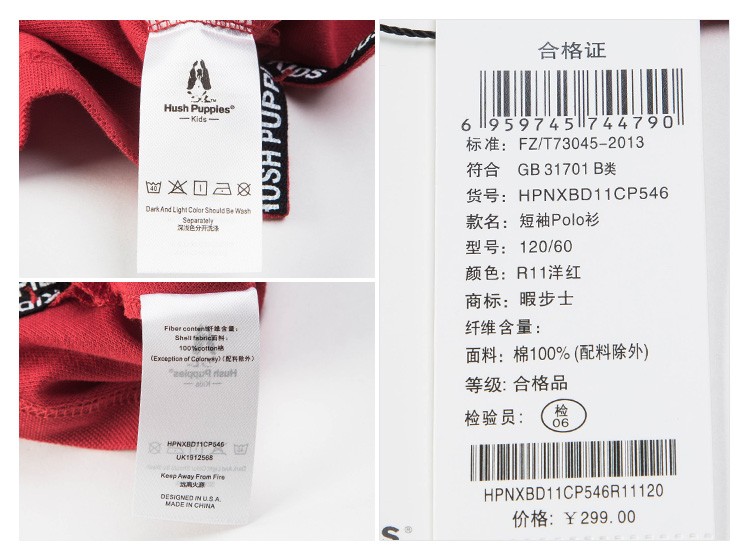 KIDS
HUSH PUPP
Hush Puppies®
Kids
40
Dark And Light Color Should Be Wash
Separately
深浅色分开洗涤
Fiber content纤维含量:
Shell fabric面料:
100%cotton棉
(Exception of Colorway) (配料除外)
HPNXBD11CP546
UK1912568
Keep Away From Fire
远离火源
DESIGNED IN U.S.A.
MADE IN CHINA
合格证
6 959745 744790
标准: FZ/T73045-2013
符合 GB 31701 B类
货号: HPNXBD11CP546
款名: 短袖Polo衫
型号: 120/60
颜色: R11洋红
商标: 暇步士
纤维含量:
面料: 棉100% (配料除外)
等级: 合格品
检验员: 检 06
HPNXBD11CP546R11120
价格: ¥299.00
S®